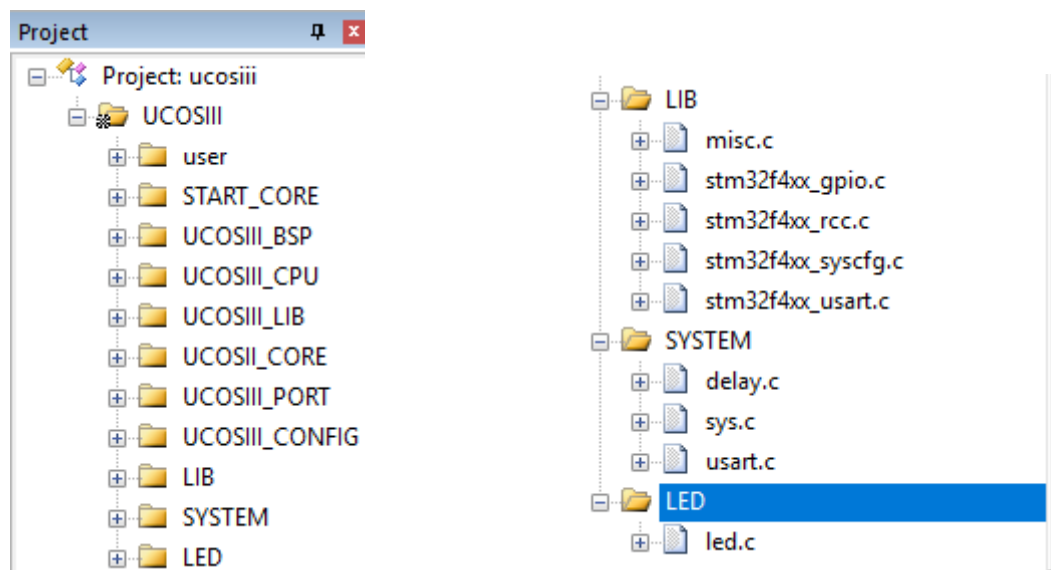 Project
Project: ucosiii
UCOSIII
user
START_CORE
UCOSIII_BSP
UCOSIII_CPU
UCOSIII_LIB
UCOSII_CORE
UCOSIII_PORT
UCOSIII_CONFIG
LIB
SYSTEM
LED
LIB
misc.c
stm32f4xx_gpio.c
stm32f4xx_rcc.c
stm32f4xx_syscfg.c
stm32f4xx_usart.c
SYSTEM
delay.c
sys.c
usart.c
LED
led.c